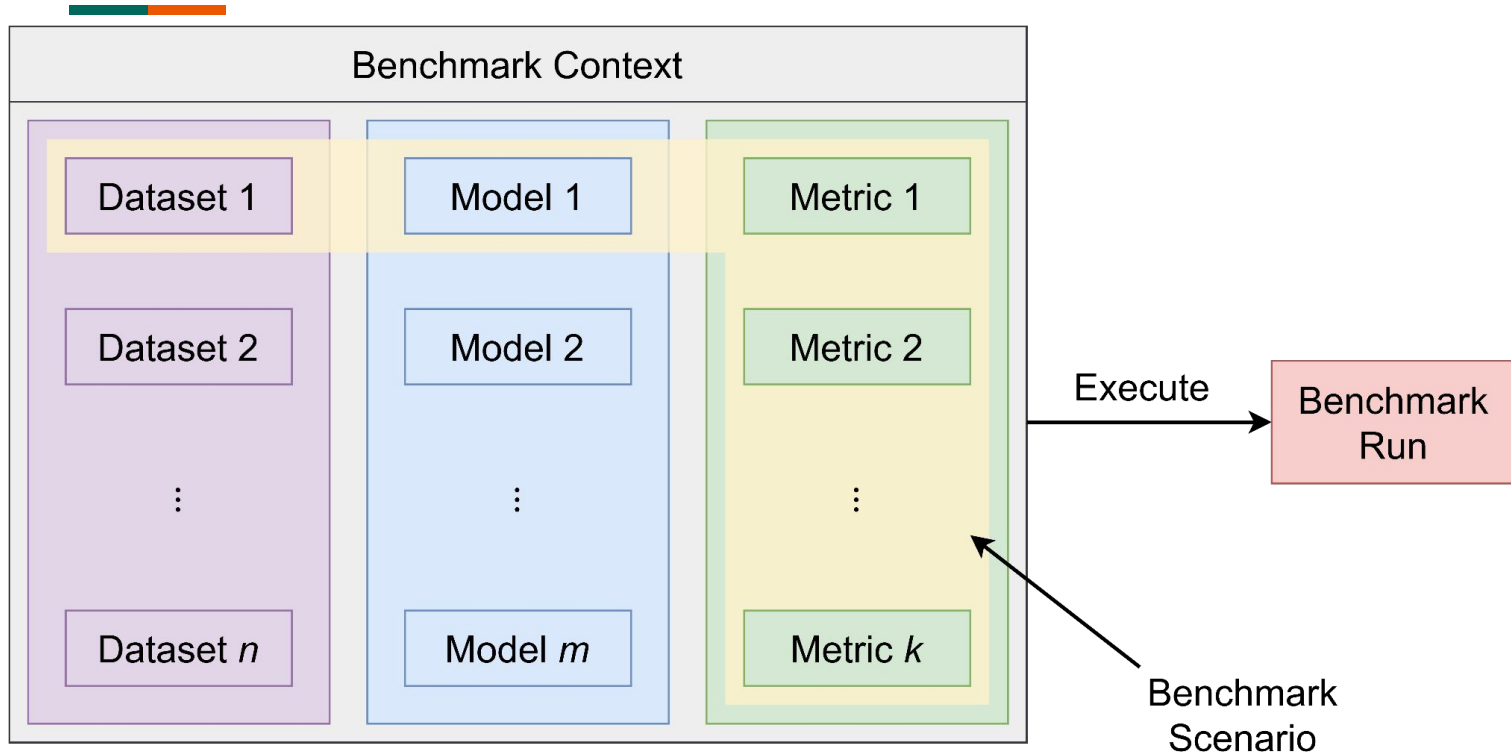 Benchmark Context
Dataset 1
Model 1
Metric 1
Dataset 2
Model 2
Metric 2
Execute
Benchmark
Run
⋮
⋮
⋮
Dataset n
Model m
Metric k
Benchmark
Scenario